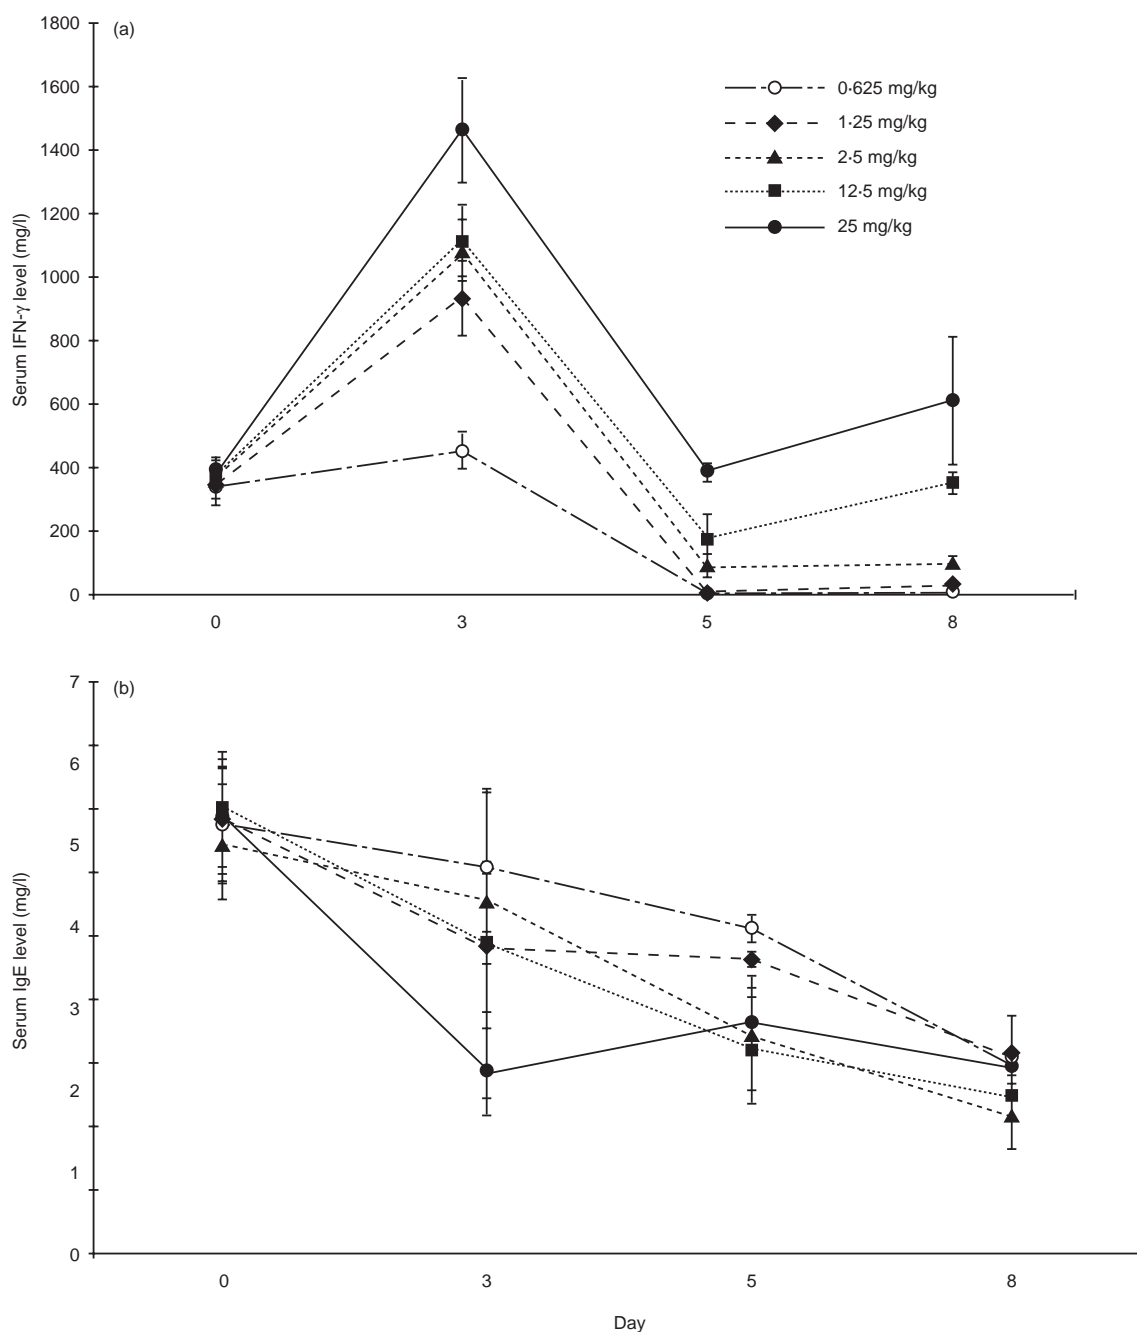 (a)
1800
1600
1400
1200
1000
800
600
400
200
0
Serum IFN-γ level (mg/l)
0·625 mg/kg
1·25 mg/kg
2·5 mg/kg
12·5 mg/kg
25 mg/kg
0 3 5 8
(b)
7
6
5
4
3
2
1
0
Serum IgE level (mg/l)
0 3 5 8
Day